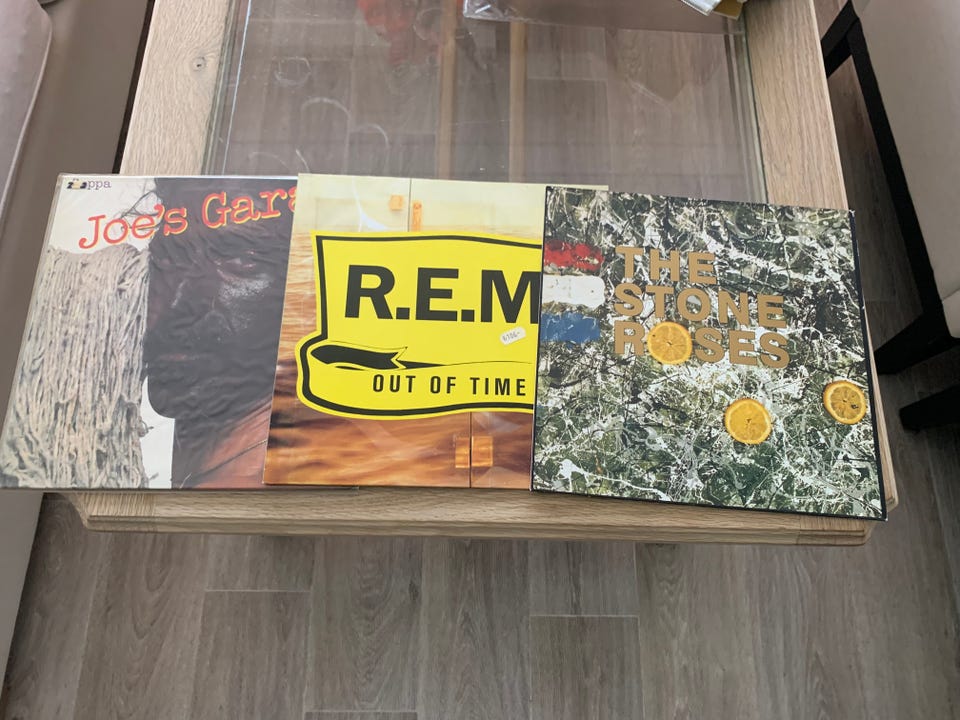 ppa
Joe's Gara
R.E.M
OUT OF TIME
THE
STONE
ROSES